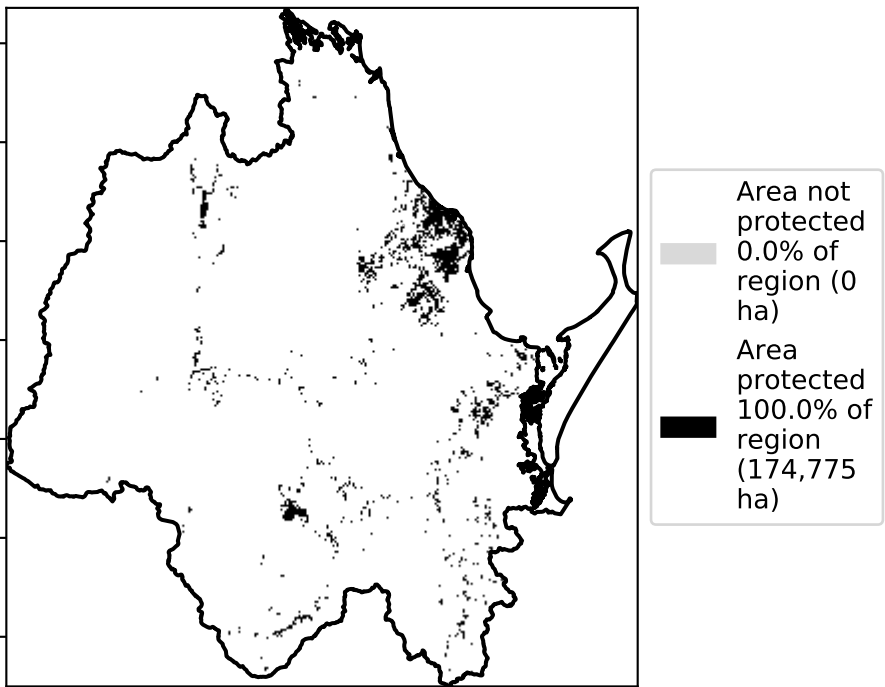 Area not
protected
0.0% of
region (0
ha)
Area
protected
100.0% of
region
(174,775
ha)